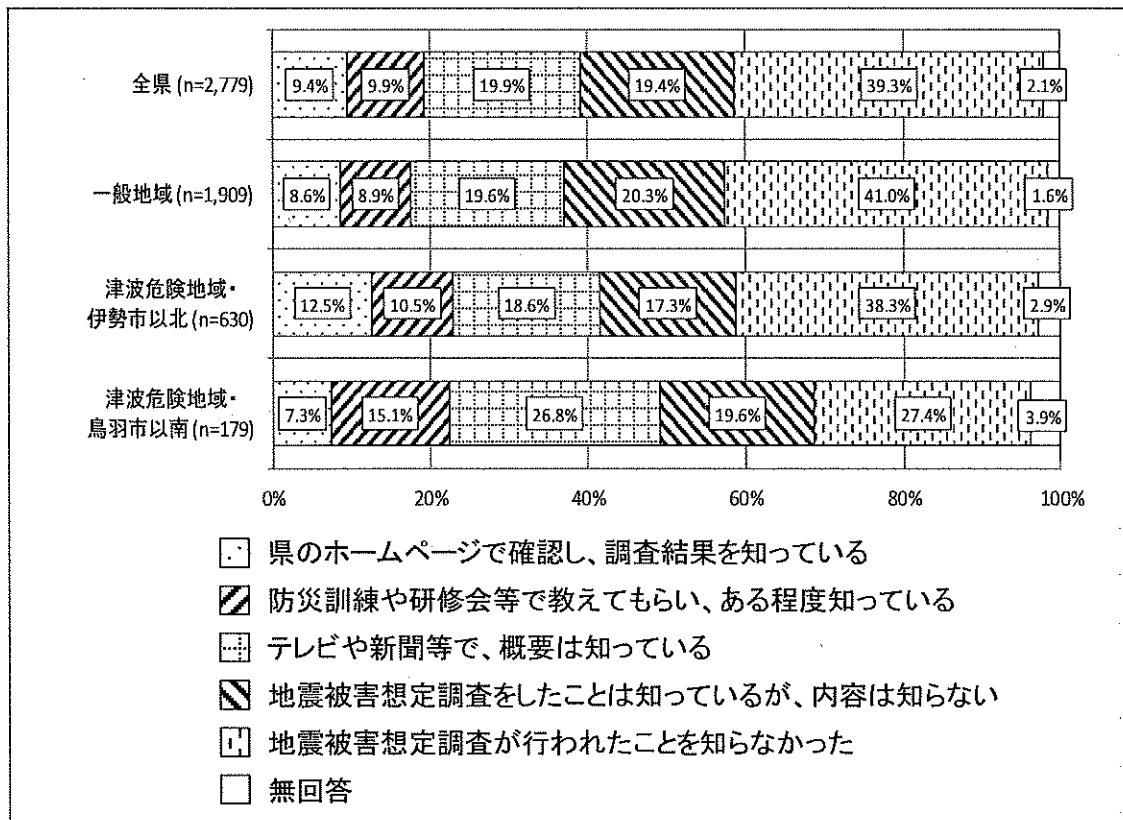 全県(n=2,779)
9.4% 9.9% 19.9% 19.4% 39.3% 2.1%
一般地域(n=1,909)
8.6% 8.9% 19.6% 20.3% 41.0% 1.6%
津波危険地域・
伊勢市以北(n=630)
12.5% 10.5% 18.6% 17.3% 38.3% 2.9%
津波危険地域・
鳥羽市以南(n=179)
7.3% 15.1% 26.8% 19.6% 27.4% 3.9%
0% 20% 40% 60% 80% 100%
県のホームページで確認し、調査結果を知っている
防災訓練や研修会等で教えてもらい、ある程度知っている
テレビや新聞等で、概要は知っている
地震被害想定調査をしたことは知っているが、内容は知らない
地震被害想定調査が行われたことを知らなかった
無回答